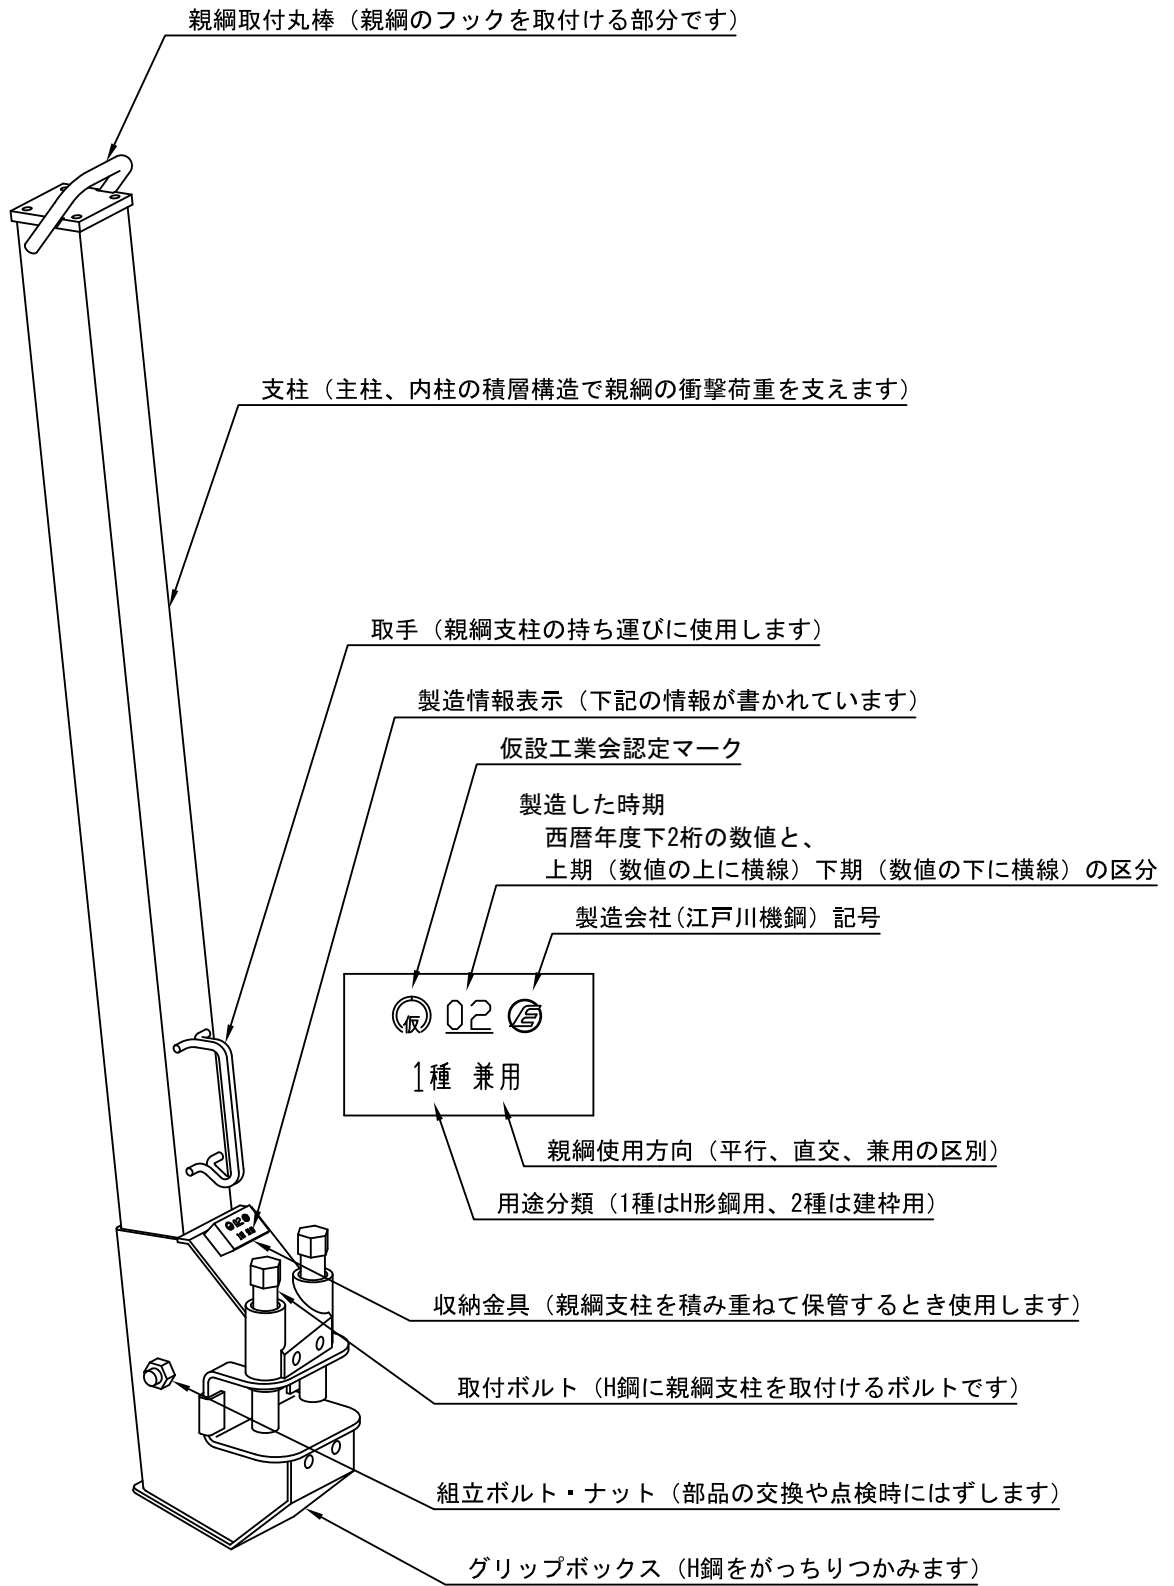 親綱取付丸棒（親綱のフックを取付ける部分です）
支柱（主柱、内柱の積層構造で親綱の衝撃荷重を支えます）
取手（親綱支柱の持ち運びに使用します）
製造情報表示（下記の情報が書かれています）
仮設工業会認定マーク
製造した時期
西暦年度下2桁の数値と、
上期（数値の上に横線）下期（数値の下に横線）の区分
製造会社(江戸川機鋼）記号
仮 02 E
1種 兼用
親綱使用方向（平行、直交、兼用の区別）
用途分類（1種はH形鋼用、2種は建枠用）
収納金具（親綱支柱を積み重ねて保管するとき使用します）
取付ボルト（H鋼に親綱支柱を取付けるボルトです）
組立ボルト・ナット（部品の交換や点検時にはずします）
グリップボックス（H鋼をがっちりつかみます）